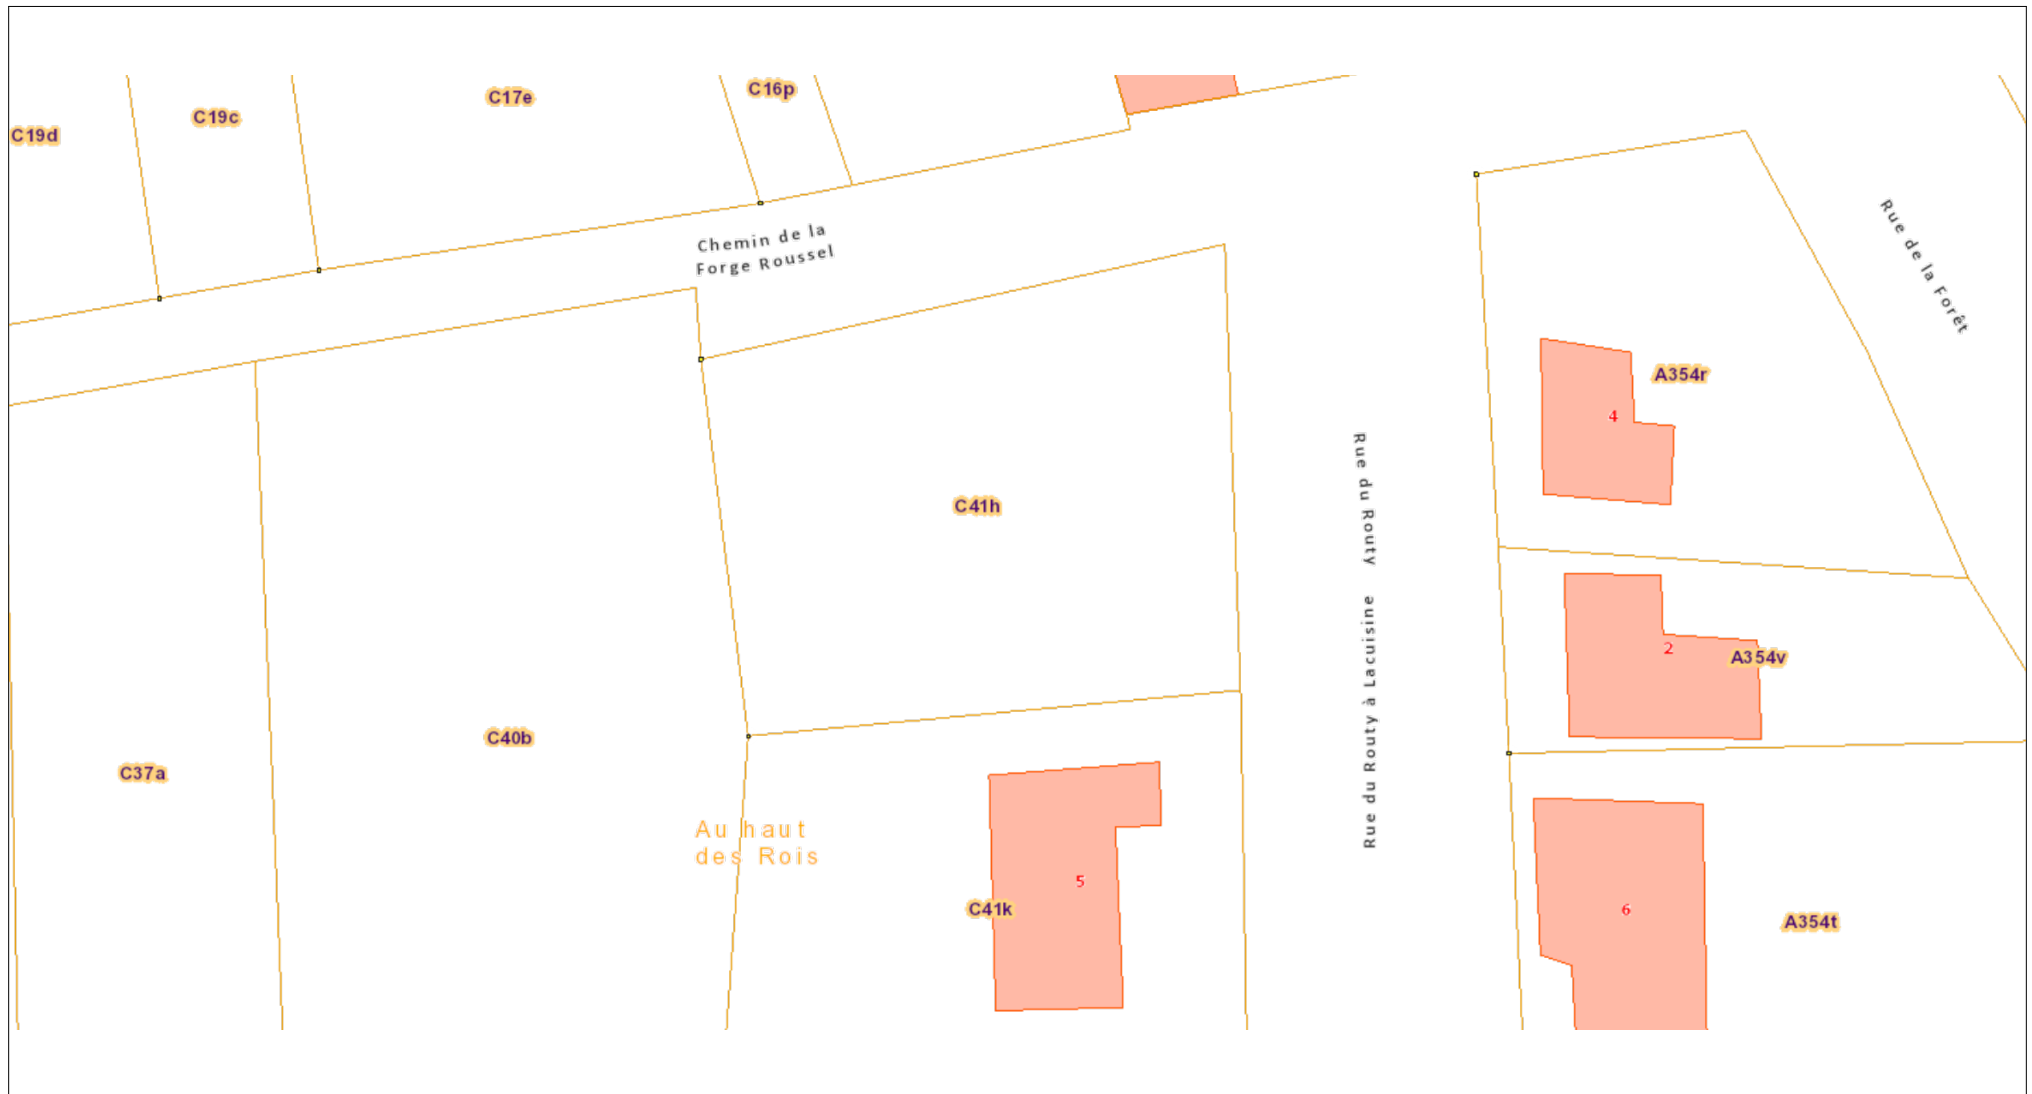 C16p
C17e
C19c
C19d
Chemin de la
Forge Roussel
Rue de la Forêt
A354r
4
Rue du Routy
C41h
Rue du Routy à Lacuisine
2
A354v
C40b
C37a
Au haut
des Rois
5
C41k
6
A354t